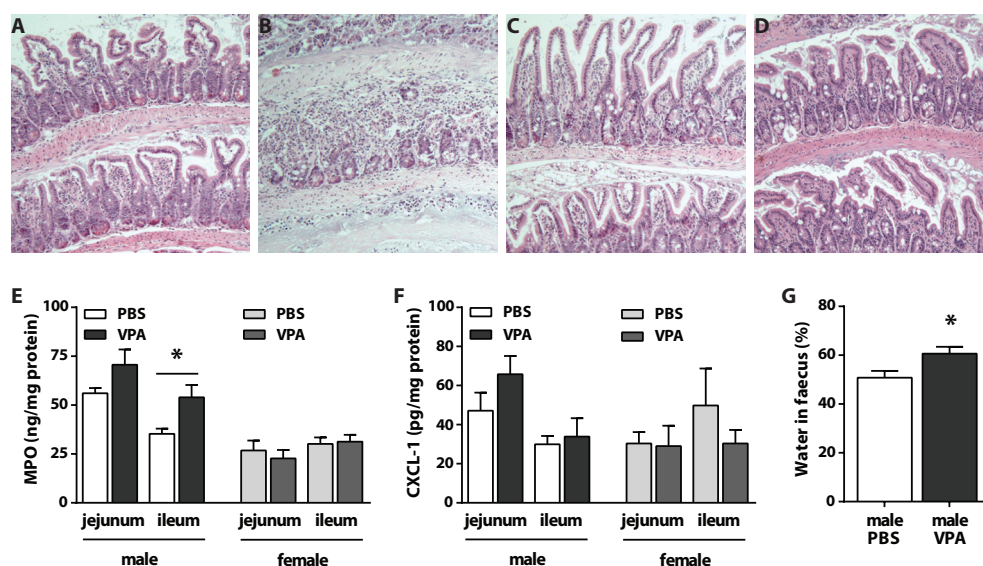 A
B
C
D
E
MPO (ng/mg protein)
100
75
50
25
0
PBS
VPA
PBS
VPA
*
jejunum ileum jejunum ileum
male female
F
CXCL-1 (pg/mg protein)
100
80
60
40
20
0
PBS
VPA
PBS
VPA
jejunum ileum jejunum ileum
male female
G
Water in faecus (%)
80
60
40
20
0
*
male male
PBS VPA